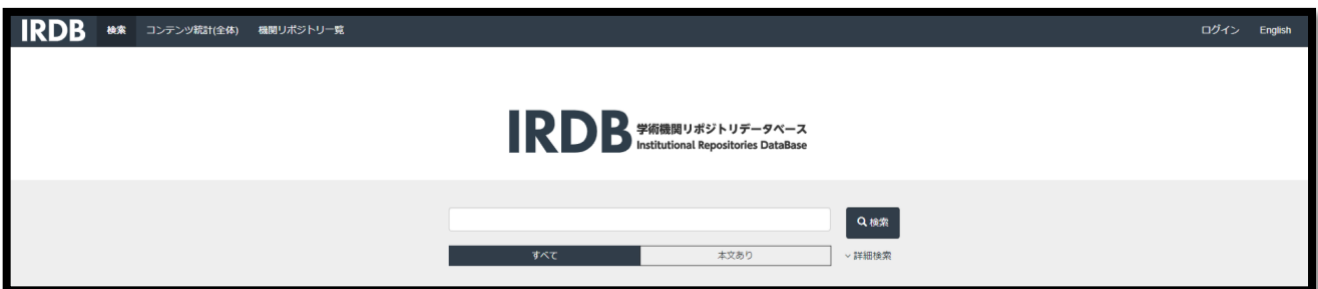 IRDB 検索 コンテンツ統計(全体) 機関リポジトリ一覧 ログイン English
IRDB 学術機関リポジトリデータベース
Institutional Repositories DataBase
検索
すべて 本文あり 詳細検索